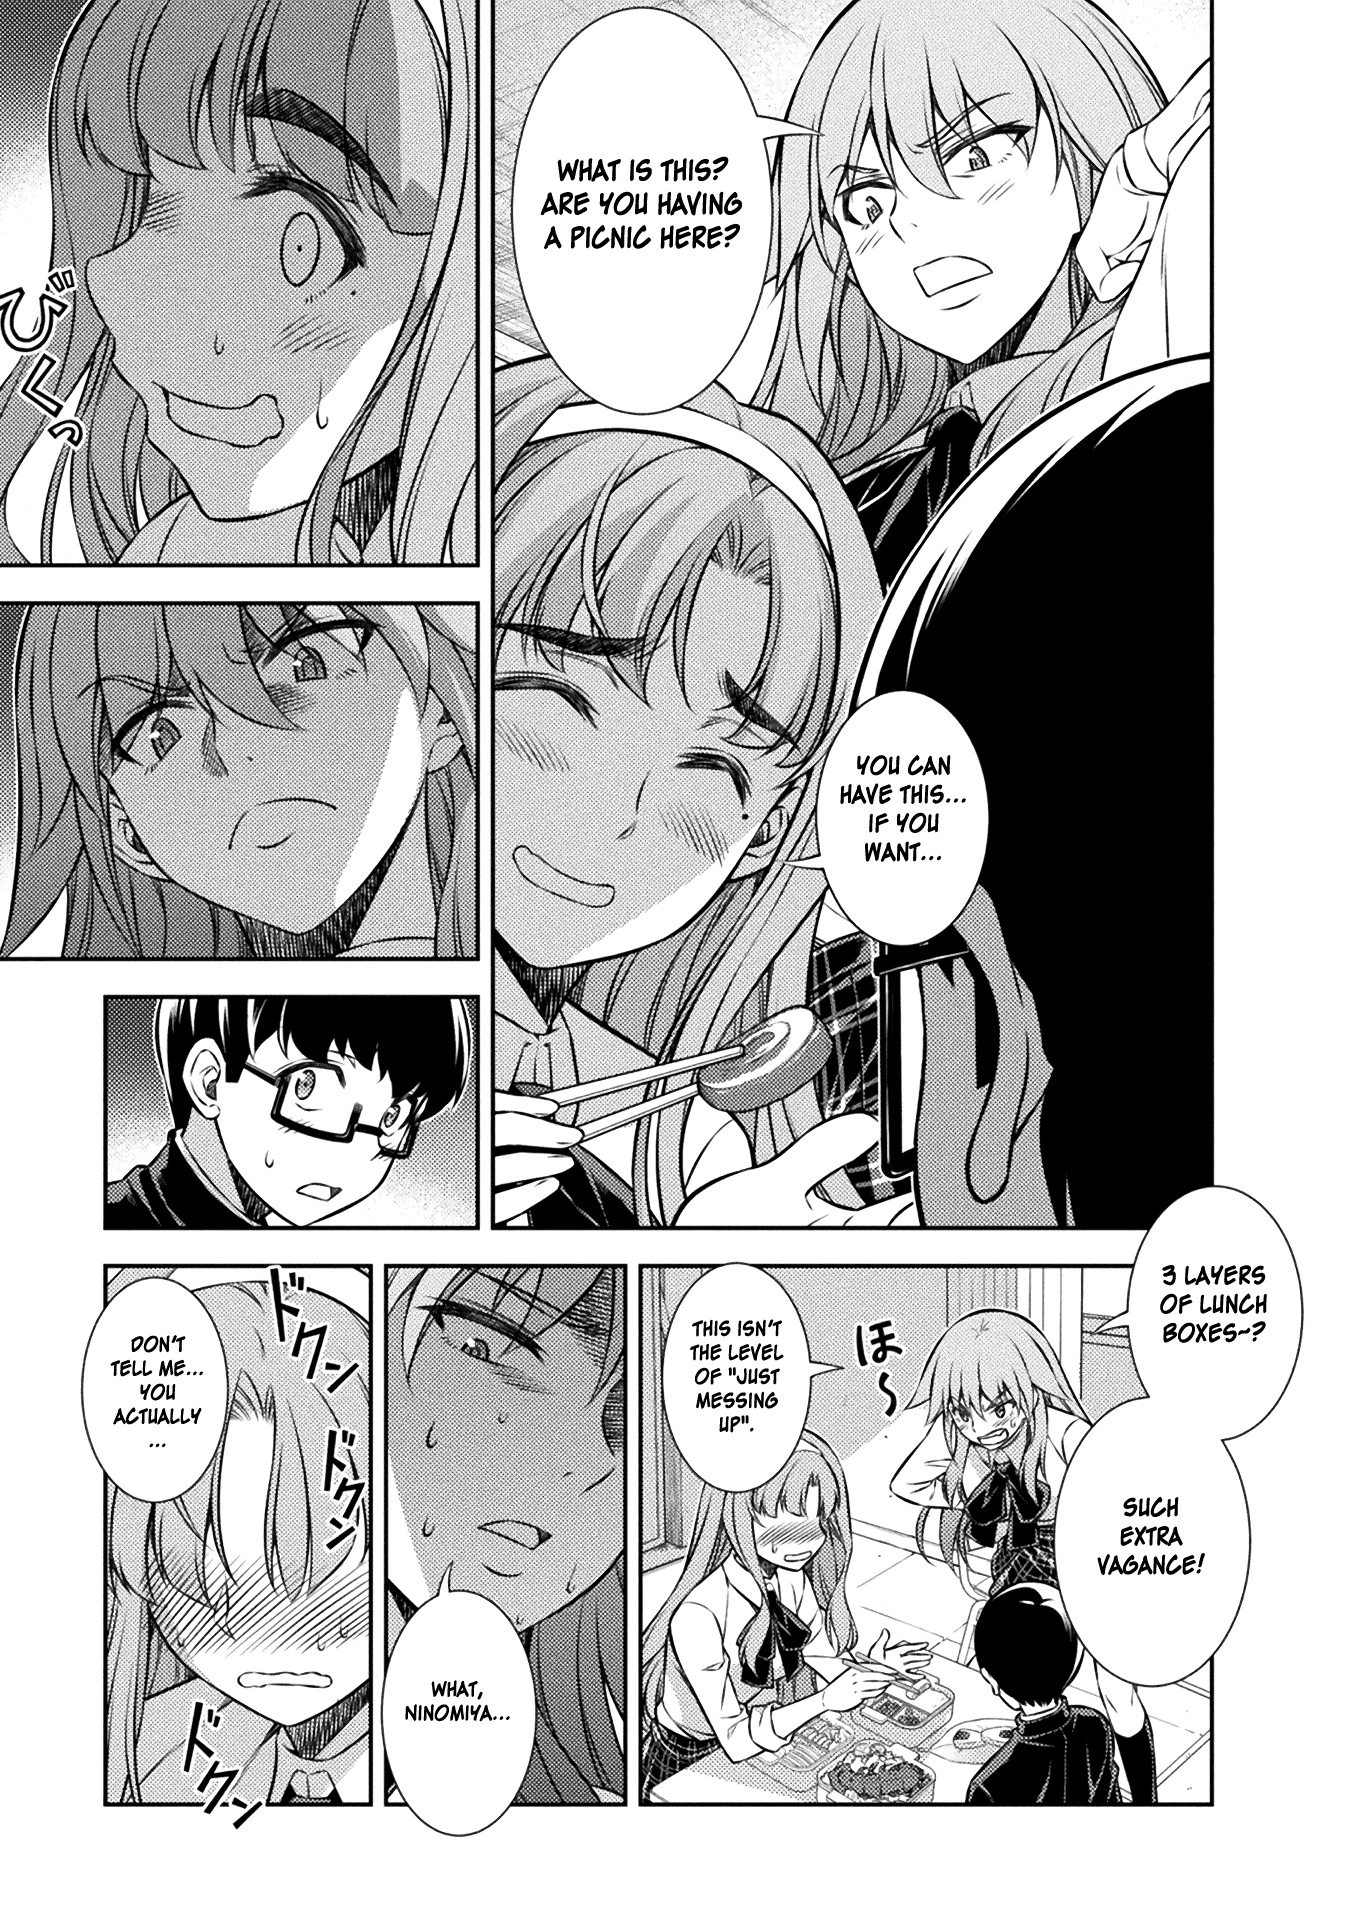 WHAT IS THIS?
ARE YOU HAVING
A PICNIC HERE?
YOU CAN
HAVE THIS...
IF YOU
WANT...
びくっ
3 LAYERS
OF LUNCH
BOXES~?
SUCH
EXTRA
VAGANCE!
ほ～
THIS ISN'T
THE LEVEL
OF "JUST
MESSING
UP".
WHAT,
NINOMIYA...
DON'T
TELL ME...
YOU
ACTUALLY
...
ドクン
ドクン
ドクン